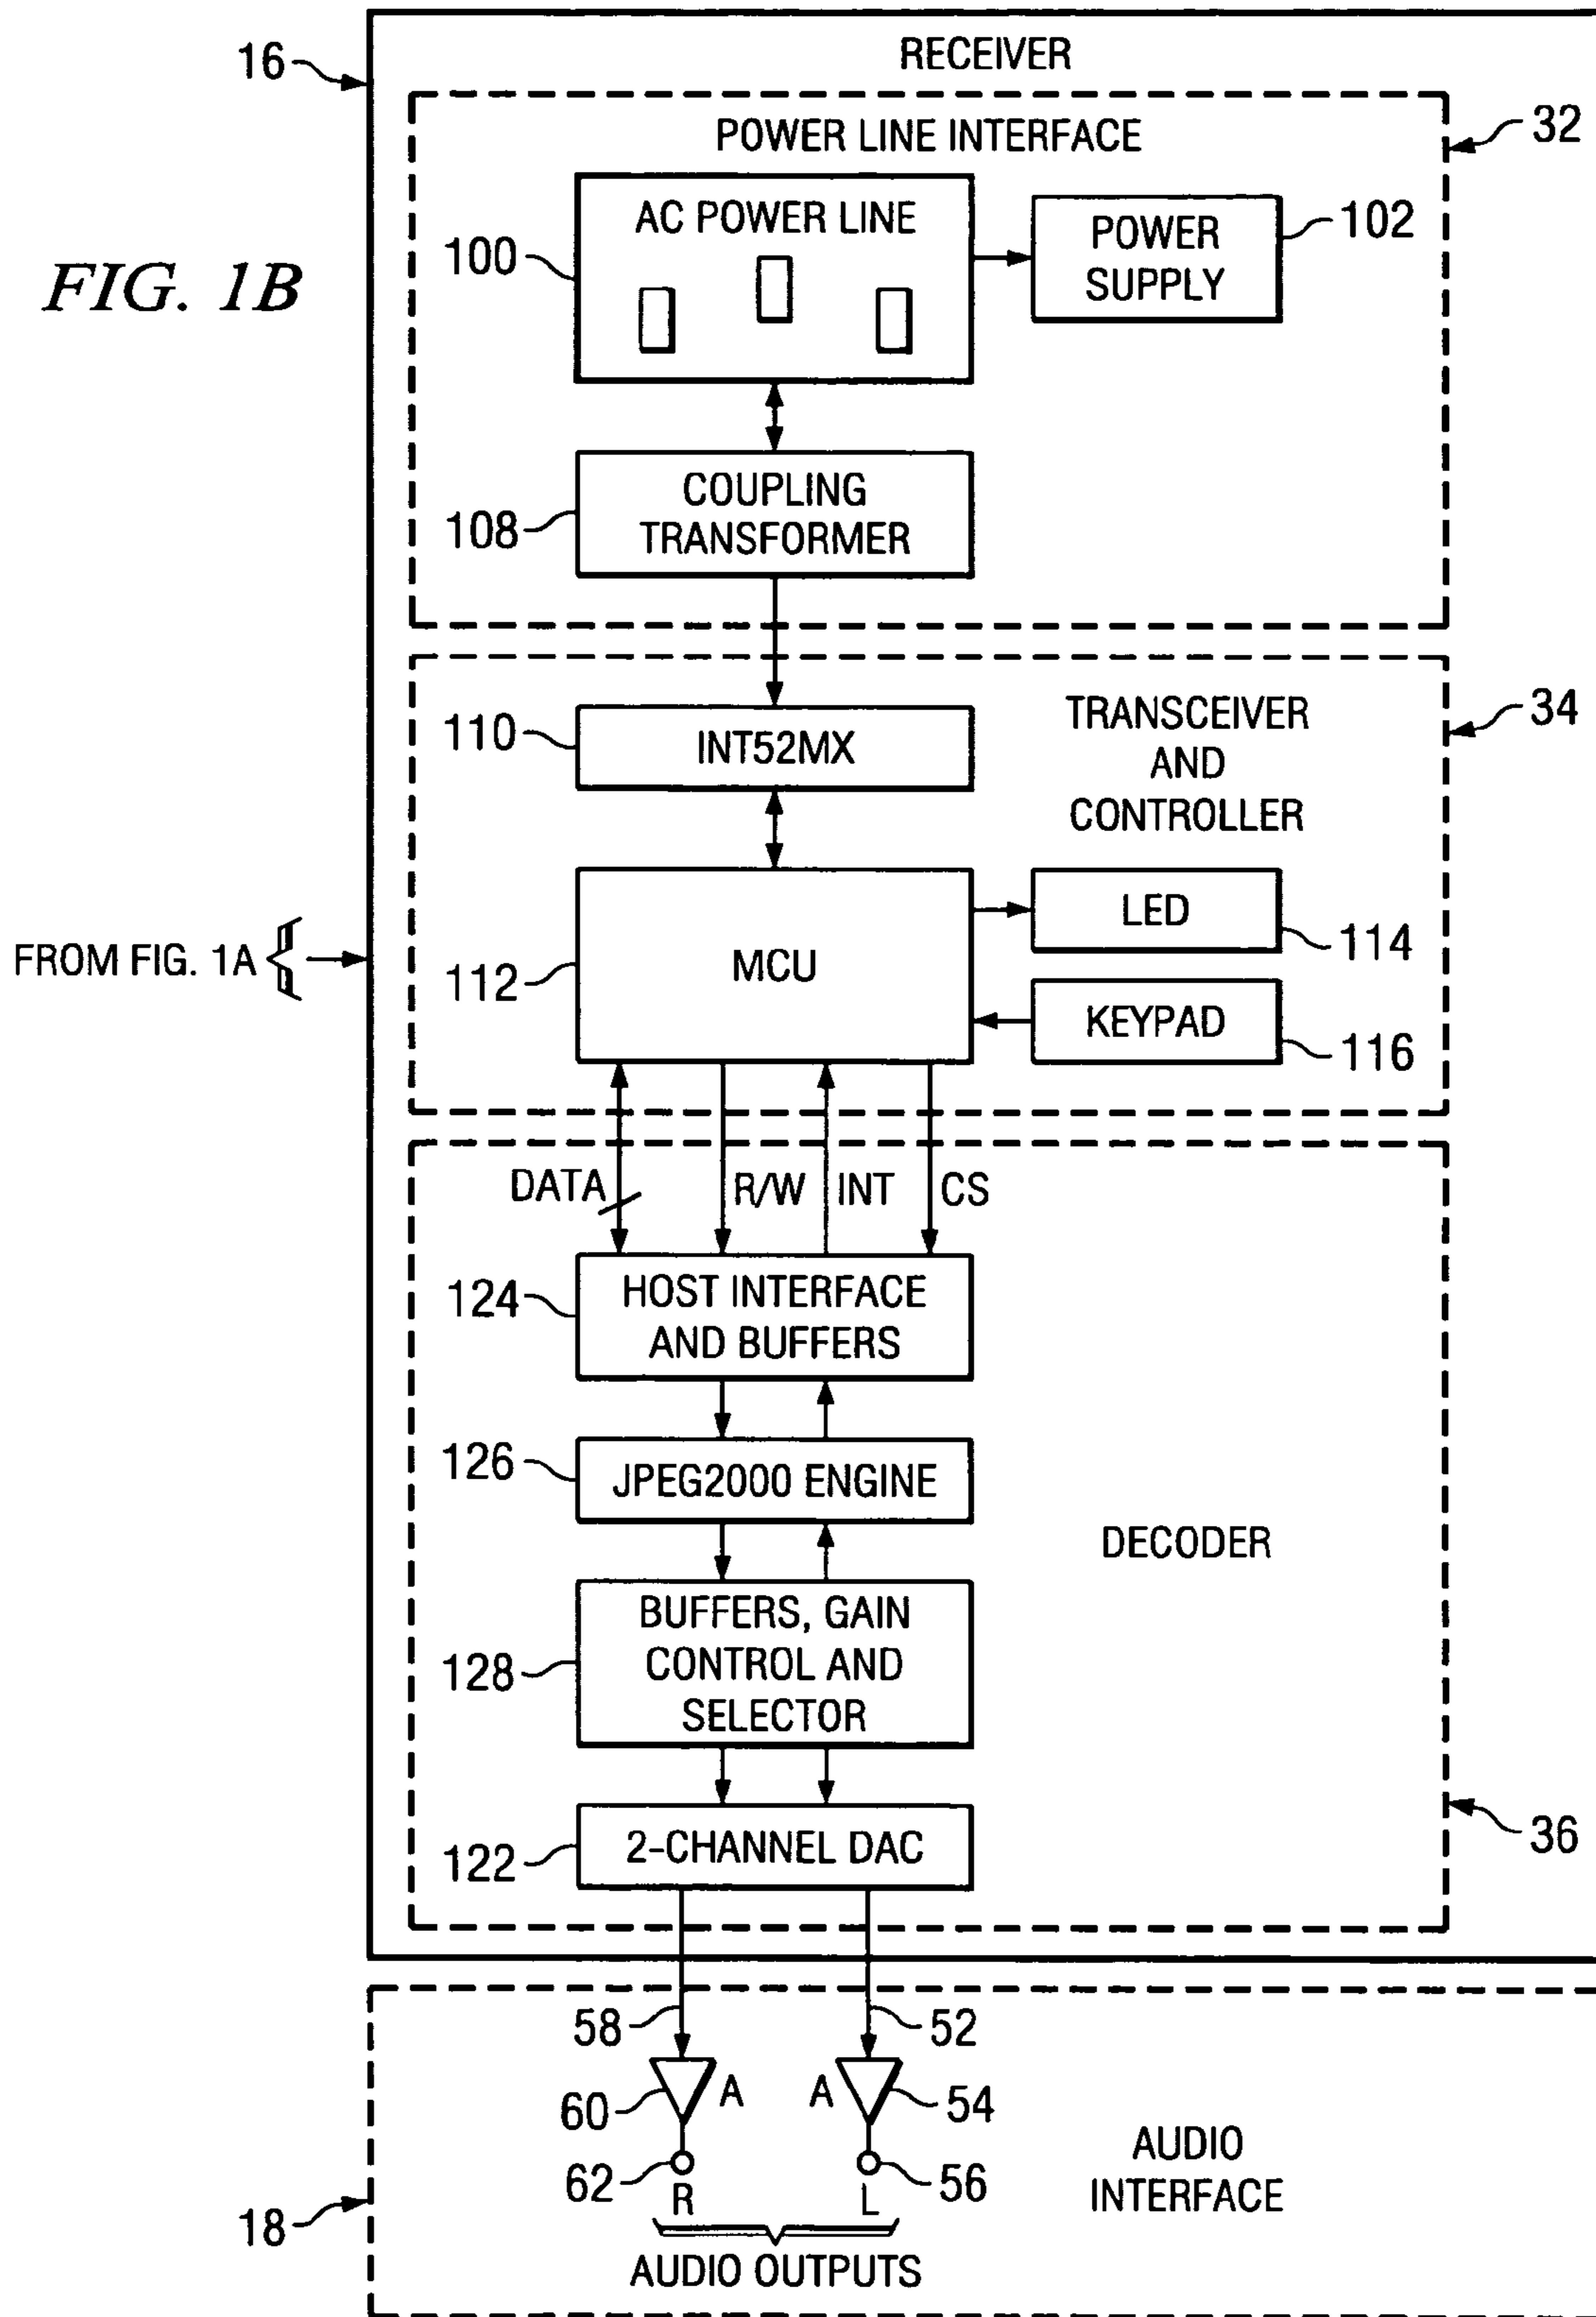 RECEIVER
16
POWER LINE INTERFACE
32
AC POWER LINE
100
POWER
SUPPLY
102
FIG. 1B
COUPLING
TRANSFORMER
108
110
INT52MX
TRANSCEIVER
AND
CONTROLLER
34
FROM FIG. 1A
112
MCU
LED
114
KEYPAD
116
DATA
R/W
INT
CS
124
HOST INTERFACE
AND BUFFERS
126
JPEG2000 ENGINE
DECODER
128
BUFFERS, GAIN
CONTROL AND
SELECTOR
122
2-CHANNEL DAC
36
58
52
60
A
A
54
62
R
L
56
AUDIO
INTERFACE
18
AUDIO OUTPUTS